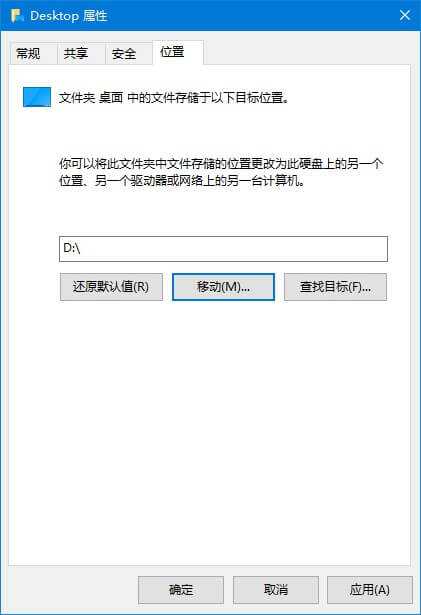 Desktop 属性
常规 共享 安全 位置
文件夹 桌面 中的文件存储于以下目标位置。
你可以将此文件夹中文件存储的位置更改为此硬盘上的另一个
位置、另一个驱动器或网络上的另一台计算机。
D:\
还原默认值(R) 移动(M)... 查找目标(F)...
确定 取消 应用(A)